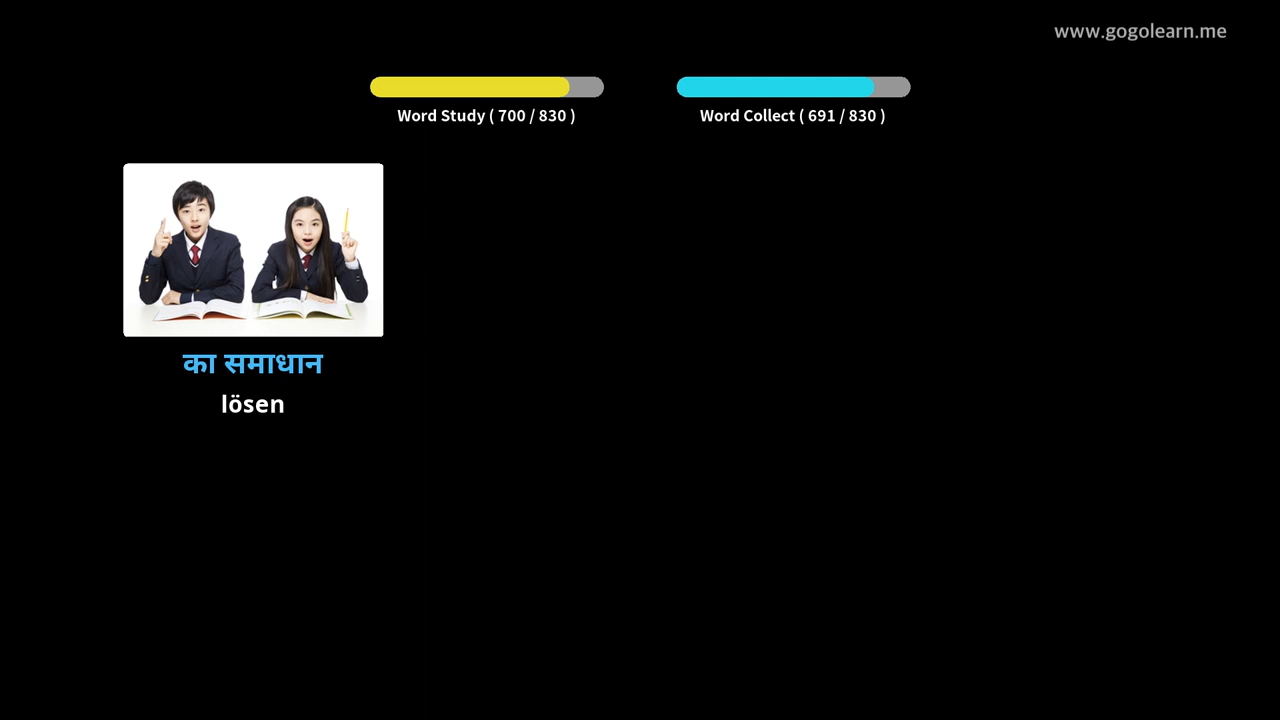 www.gogolearn.me
Word Study ( 700 / 830 )
Word Collect ( 691 / 830 )
का समाधान
lösen